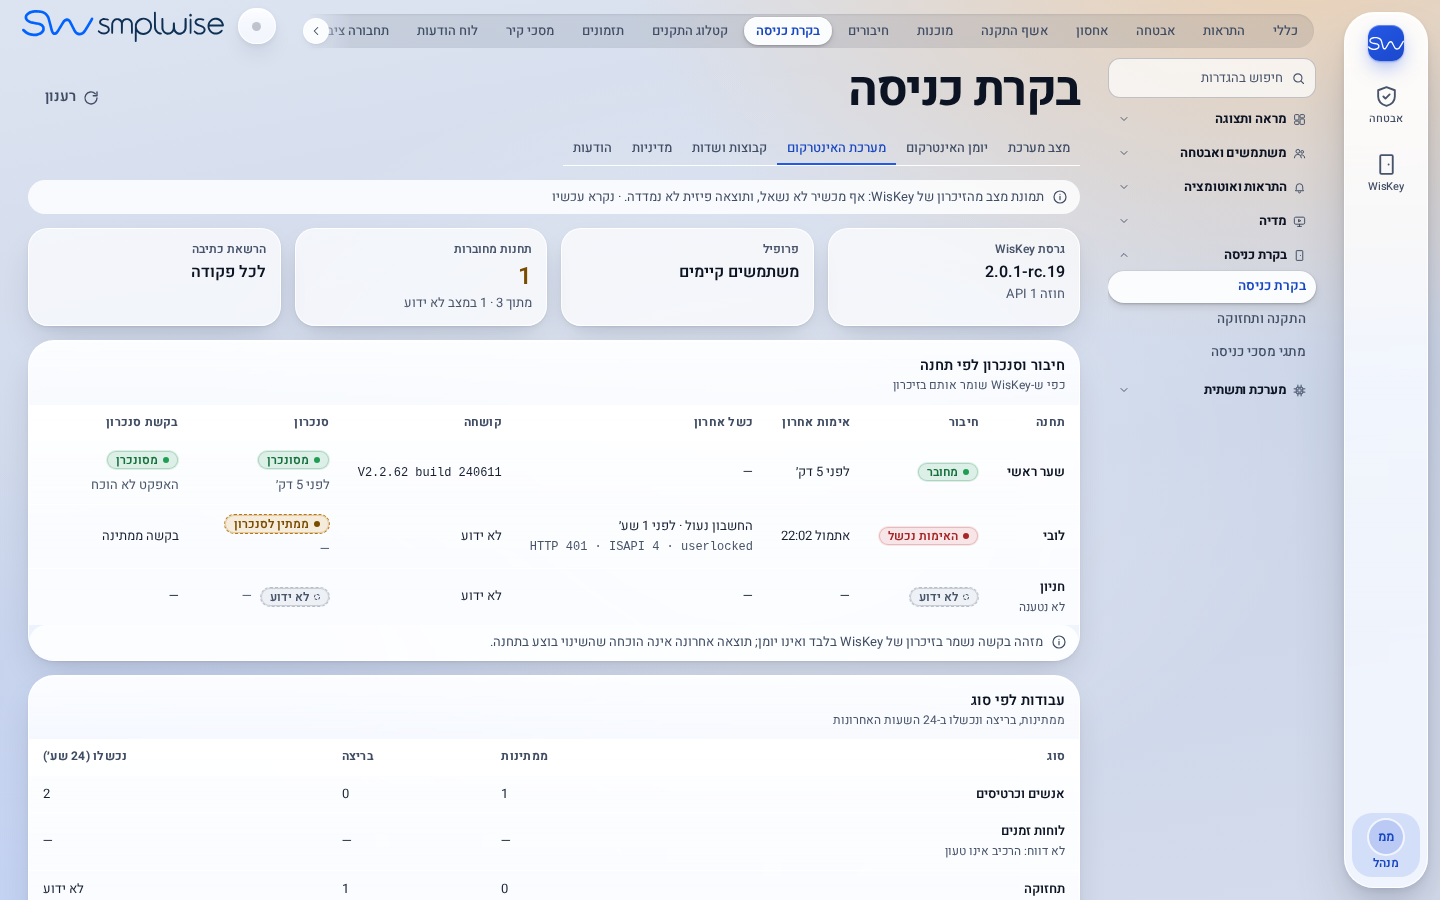 smplwise
כללי
התראות
אבטחה
אחסון
אשף התקנה
מוכנות
חיבורים
בקרת כניסה
קטלוג התקנים
תזמונים
מסכי קיר
לוח הודעות
תחבורה
אבטחה
WisKey
חיפוש בהגדרות
מראה ותצוגה
משתמשים ואבטחה
התראות ואוטומציה
מדיה
בקרת כניסה
בקרת כניסה
התקנה ותחזוקה
מתגי מסכי כניסה
מערכת ותשתית
בקרת כניסה
רענון
מצב מערכת
יומן האינטרקום
מערכת האינטרקום
קבוצות ושדות
מדיניות
הודעות
תמונת מצב מהזיכרון של WisKey: אף מכשיר לא נשאל, ותוצאה פיזית לא נמדדה. · נקרא עכשיו
גרסת WisKey
2.0.1-rc.19
חוזה API 1
פרופיל
משתמשים קיימים
תחנות מחוברות
1
מתוך 3 · 1 במצב לא ידוע
הרשאת כתיבה
לכל פקודה
חיבור וסנכרון לפי תחנה
כפי ש-WisKey שומר אותם בזיכרון
תחנה חיבור אימות אחרון כשל אחרון קושחה סנכרון בקשת סנכרון
שער ראשי מחובר לפני 5 דק׳ — V2.2.62 build 240611 מסונכרן מסונכרן
לפני 5 דק׳ האפקט לא הוכח
לובי האימות נכשל אתמול 22:02 החשבון נעול · לפני 1 שע׳ לא ידוע ממתין לסנכרון בקשה ממתינה
HTTP 401 · ISAPI 4 · userlocked —
חניון לא ידוע — — לא ידוע לא ידוע — —
לא נטענה
מזהה בקשה נשמר בזיכרון של WisKey בלבד ואינו יומן; תוצאה אחרונה אינה הוכחה שהשינוי בוצע בתחנה.
עבודות לפי סוג
ממתינות, בריצה ונכשלו ב-24 השעות האחרונות
סוג ממתינות בריצה נכשלו (24 שע׳)
אנשים וכרטיסים 1 0 2
לוחות זמנים — — —
לא דווח: הרכיב אינו טעון
תחזוקה 0 1 לא ידוע
ממ
מנהל